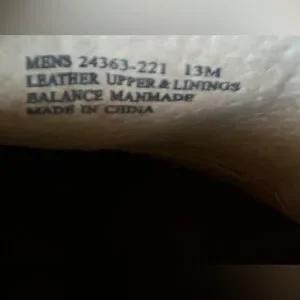 MENS 24363-221 13M
LEATHER UPPER & LININGS
BALANCE MANMADE
MADE IN CHINA